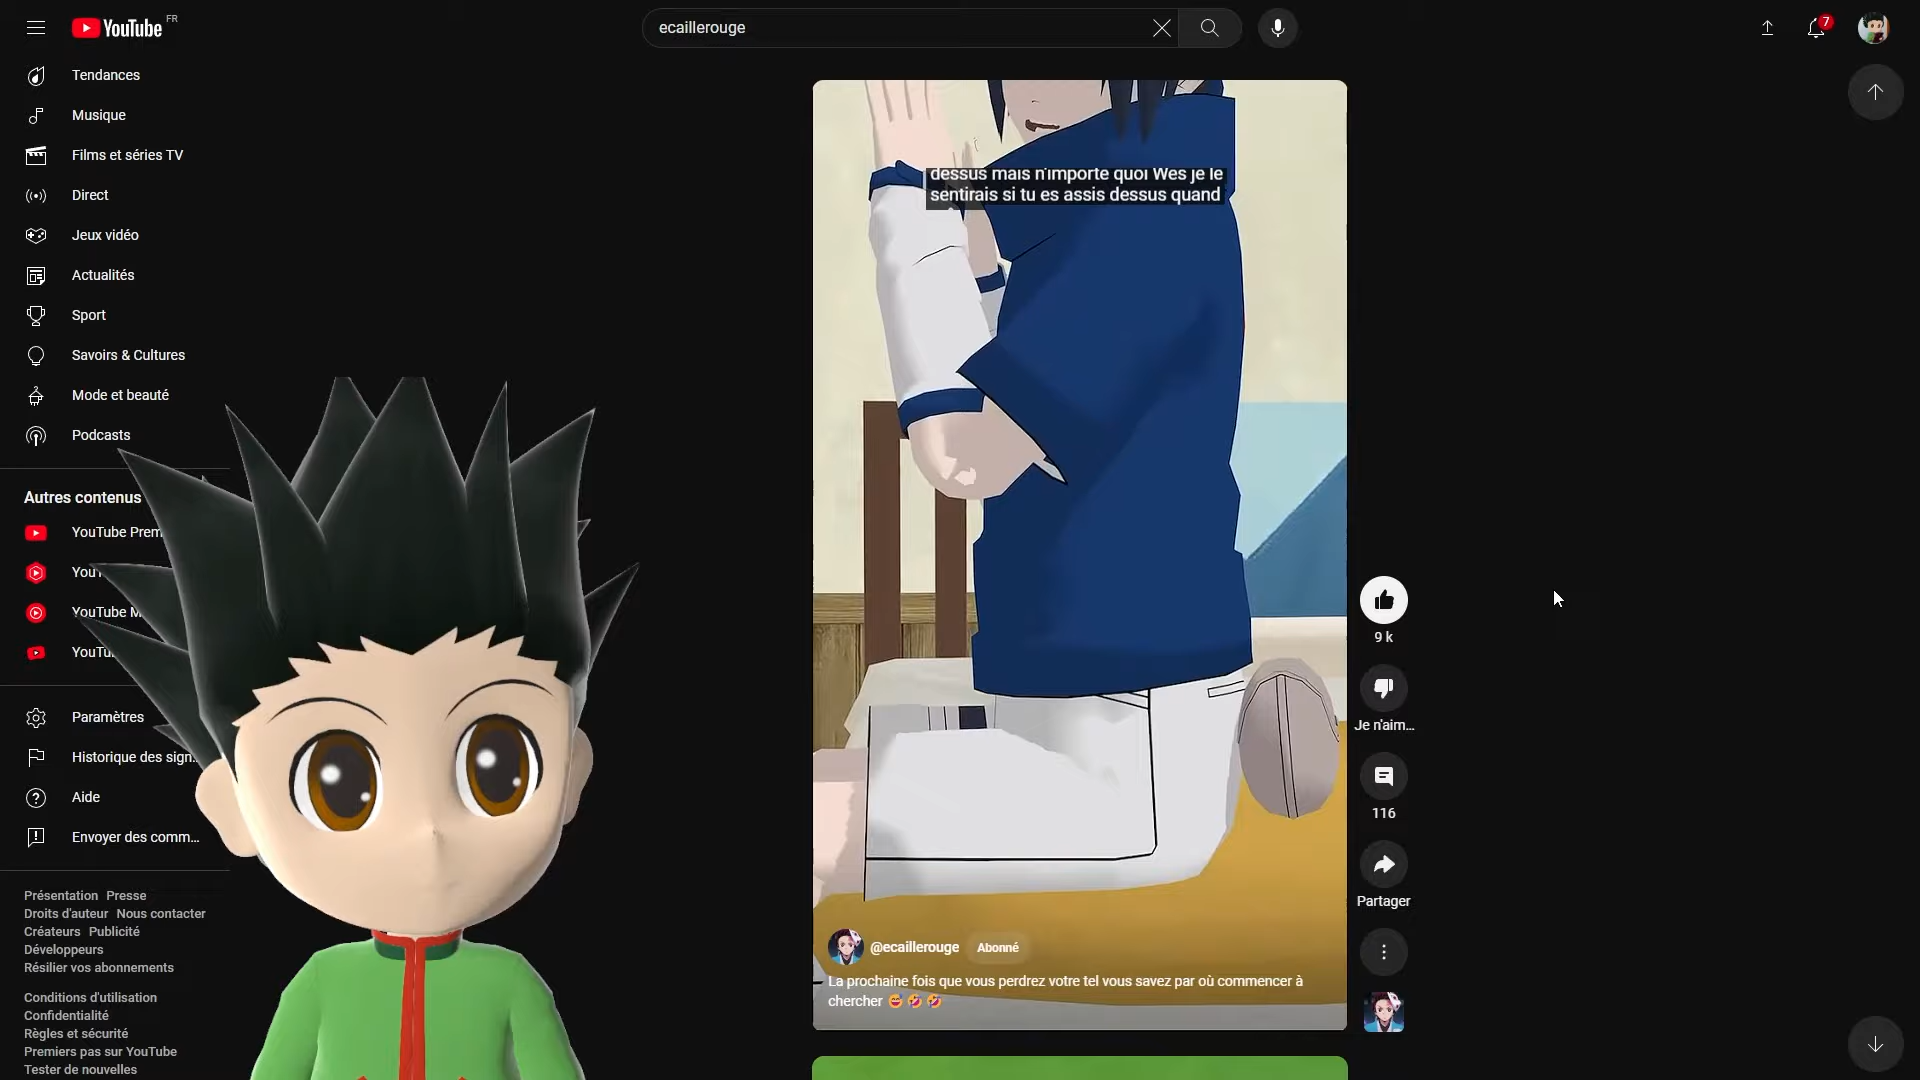 YouTube FR
ecaillerouge
7
Tendances
Musique
Films et séries TV
Direct
Jeux vidéo
Actualités
Sport
Savoirs & Cultures
Mode et beauté
Podcasts
Autres contenus
YouTube Prem
YouT
YouTube M
YouTu
Paramètres
Historique des sign...
Aide
Envoyer des comm...
Présentation Presse
Droits d'auteur Nous contacter
Créateurs Publicité
Développeurs
Résilier vos abonnements
Conditions d'utilisation
Confidentialité
Règles et sécurité
Premiers pas sur YouTube
Tester de nouvelles
dessus mais n'importe quoi Wes je le
sentirais si tu es assis dessus quand
@ecaillerouge Abonné
La prochaine fois que vous perdrez votre tel vous savez par où commencer à
chercher 😅 🤣 🤣
9 k
Je n'aim...
116
Partager